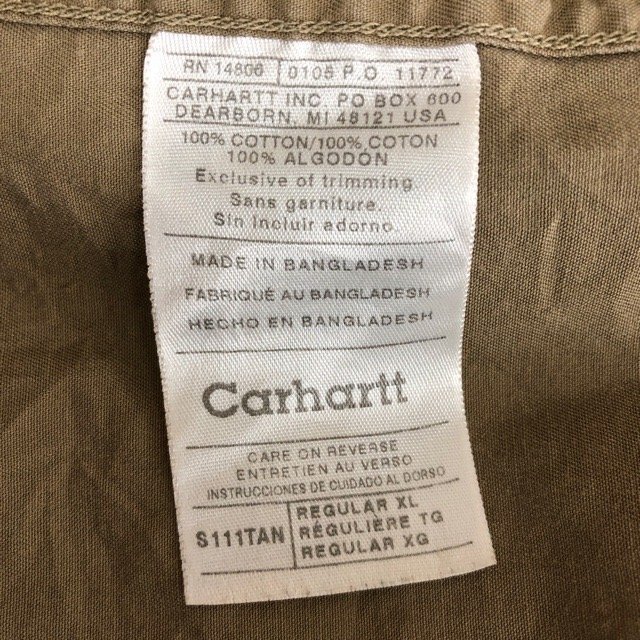 RN 14806 0105 P.O. 11772
CARHARTT INC. PO BOX 600
DEARBORN, MI 48121 USA
100% COTTON/100% COTON
100% ALGODÓN
Exclusive of trimming
Sans garniture.
Sin incluir adorno.
MADE IN BANGLADESH
FABRIQUÉ AU BANGLADESH
HECHO EN BANGLADESH
Carhartt
CARE ON REVERSE
ENTRETIEN AU VERSO
INSTRUCCIONES DE CUIDADO AL DORSO
S111TAN
REGULAR XL
RÉGULIERE TG
REGULAR XG